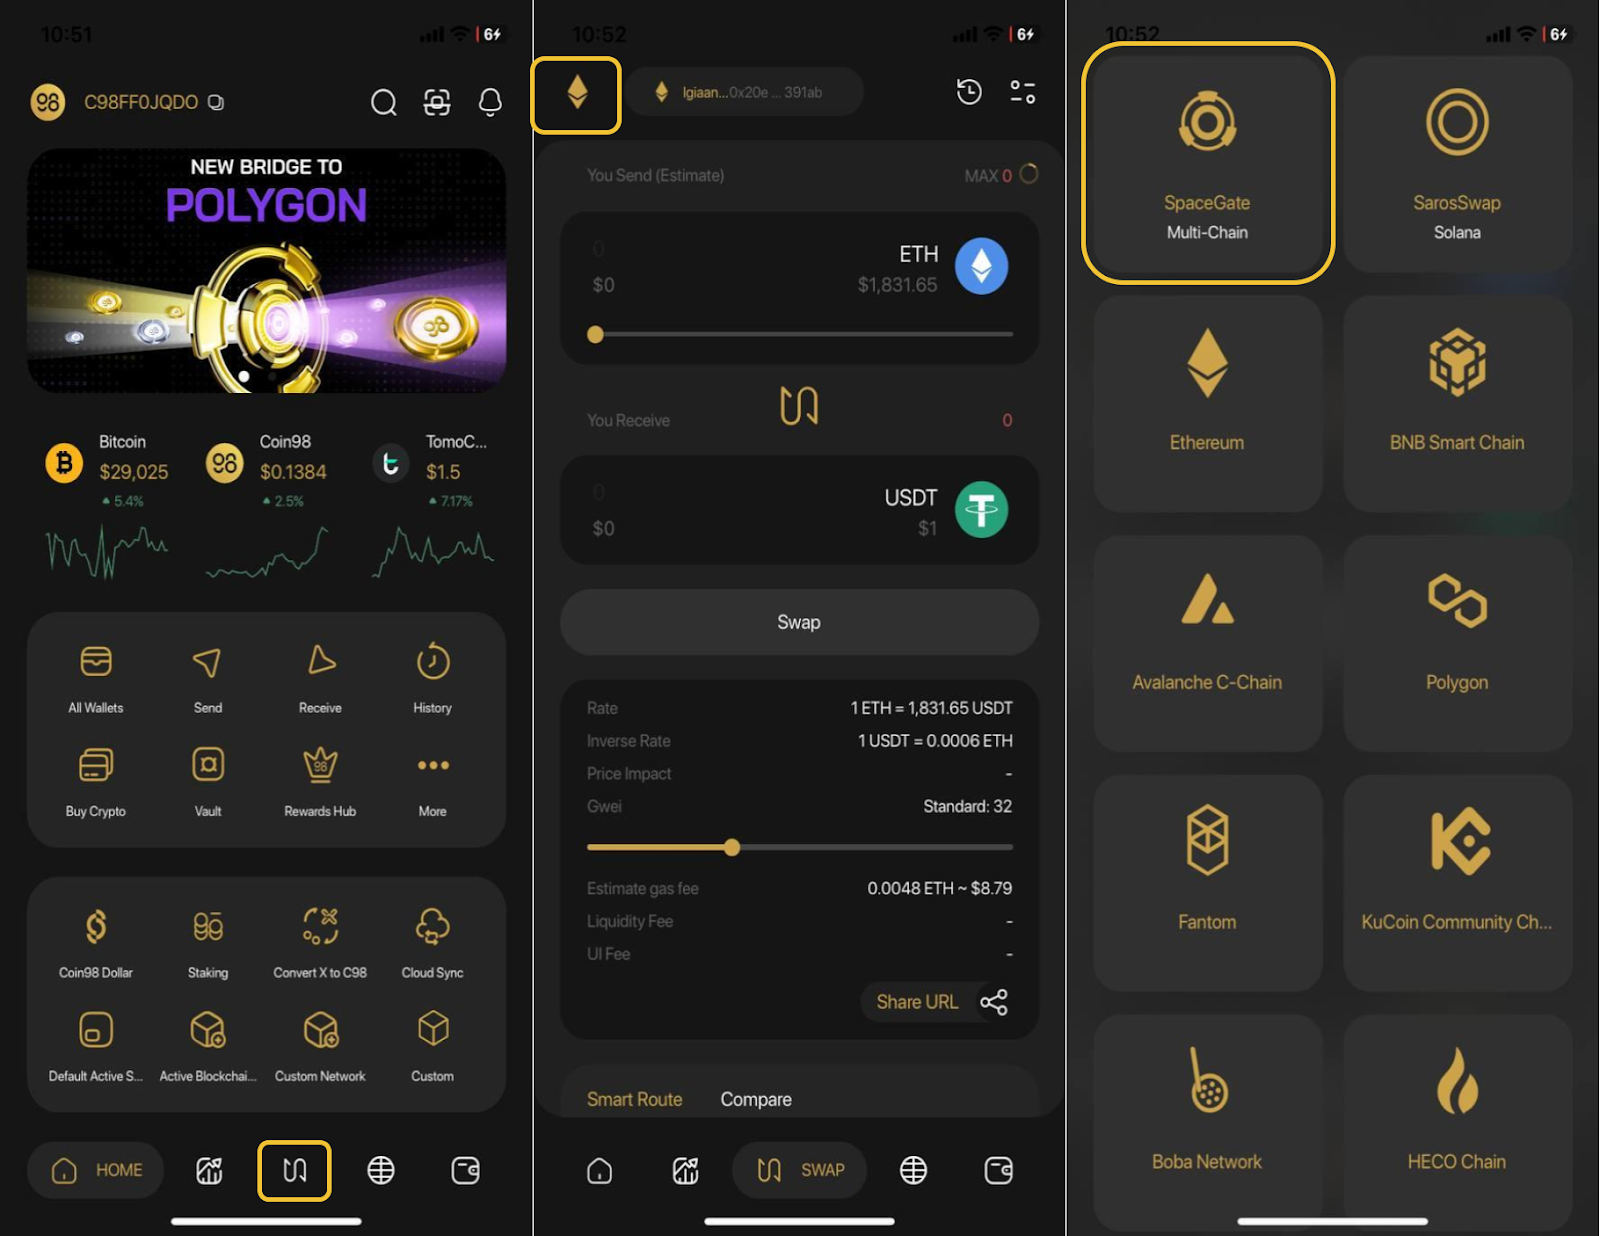 10:51
6
C98FF0JQDO
NEW BRIDGE TO
POLYGON
Bitcoin
$29,025
5.4%
Coin98
$0.1384
2.5%
TomoC...
$1.5
7.17%
All Wallets
Send
Receive
History
Buy Crypto
Vault
Rewards Hub
More
Coin98 Dollar
Staking
Convert X to C98
Cloud Sync
Default Active S...
Active Blockchai...
Custom Network
Custom
HOME
10:52
6
lgiaan...0x20e ... 391ab
You Send (Estimate)
MAX 0
0
ETH
$0
$1,831.65
You Receive
0
0
USDT
$0
$1
Swap
Rate
1 ETH = 1,831.65 USDT
Inverse Rate
1 USDT = 0.0006 ETH
Price Impact
-
Gwei
Standard: 32
Estimate gas fee
0.0048 ETH ~ $8.79
Liquidity Fee
-
UI Fee
-
Share URL
Smart Route
Compare
SWAP
10:52
6
SpaceGate
Multi-Chain
SarosSwap
Solana
Ethereum
BNB Smart Chain
Avalanche C-Chain
Polygon
Fantom
KuCoin Community Ch...
Boba Network
HECO Chain